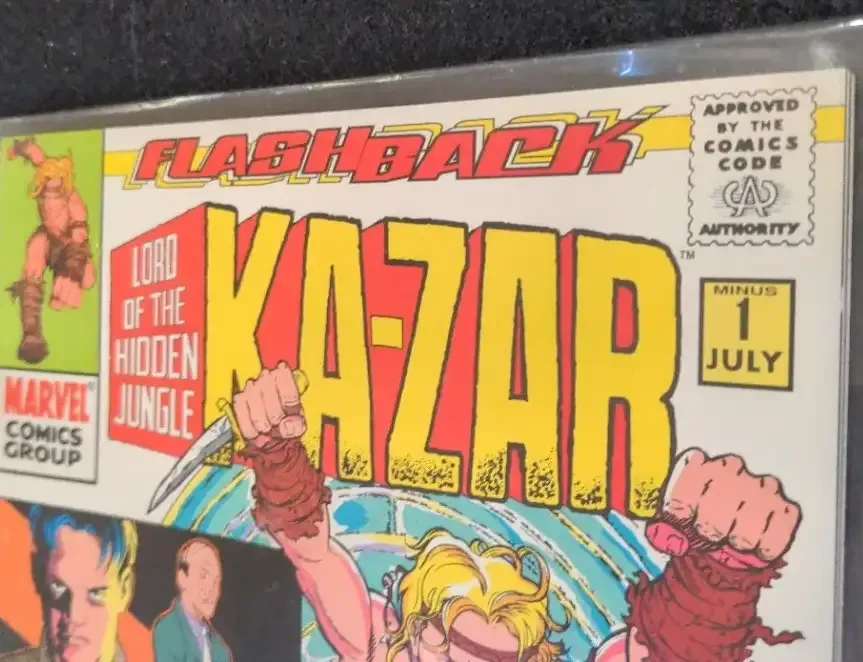 FLASHBACK
APPROVED
BY THE
COMICS
CODE
CA
AUTHORITY
LORD
OF THE
HIDDEN
JUNGLE
KA-ZAR
™
MINUS
1
JULY
MARVEL®
COMICS
GROUP